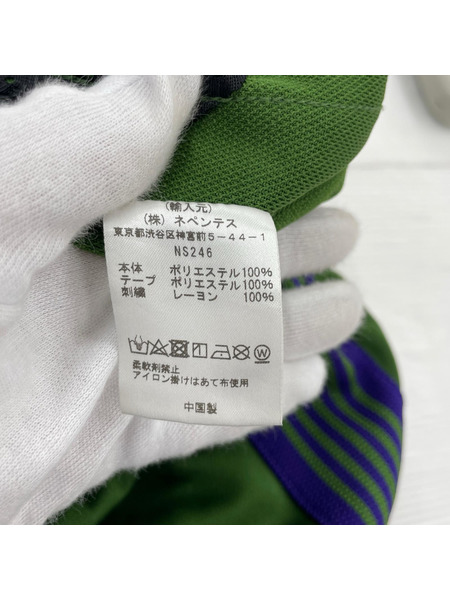 (輸入元)
(株) ネペンテス
東京都渋谷区神宮前5-44-1
NS246
本体 ポリエステル100%
テープ ポリエステル100%
刺繍 レーヨン 100%
柔軟剤禁止
アイロン掛けはあて布使用
中国製